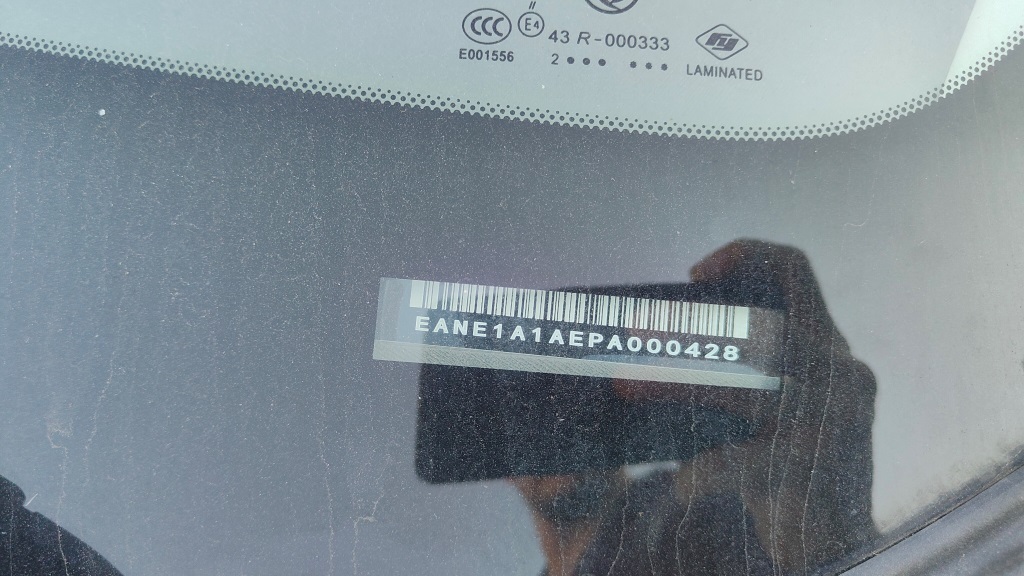 CCC
E4
43 R-000333
E001556
2 ••• •••
LAMINATED
EANE1A1AEPA000428